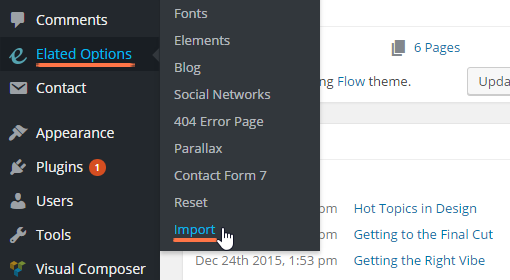 Comments
Elated Options
Contact
Appearance
Plugins 1
Users
Tools
Visual Composer
Fonts
Elements
Blog
Social Networks
404 Error Page
Parallax
Contact Form 7
Reset
Import
6 Pages
ng Flow theme.
Upda
pm Hot Topics in Design
pm Getting to the Final Cut
Dec 24th 2015, 1:53 pm Getting the Right Vibe